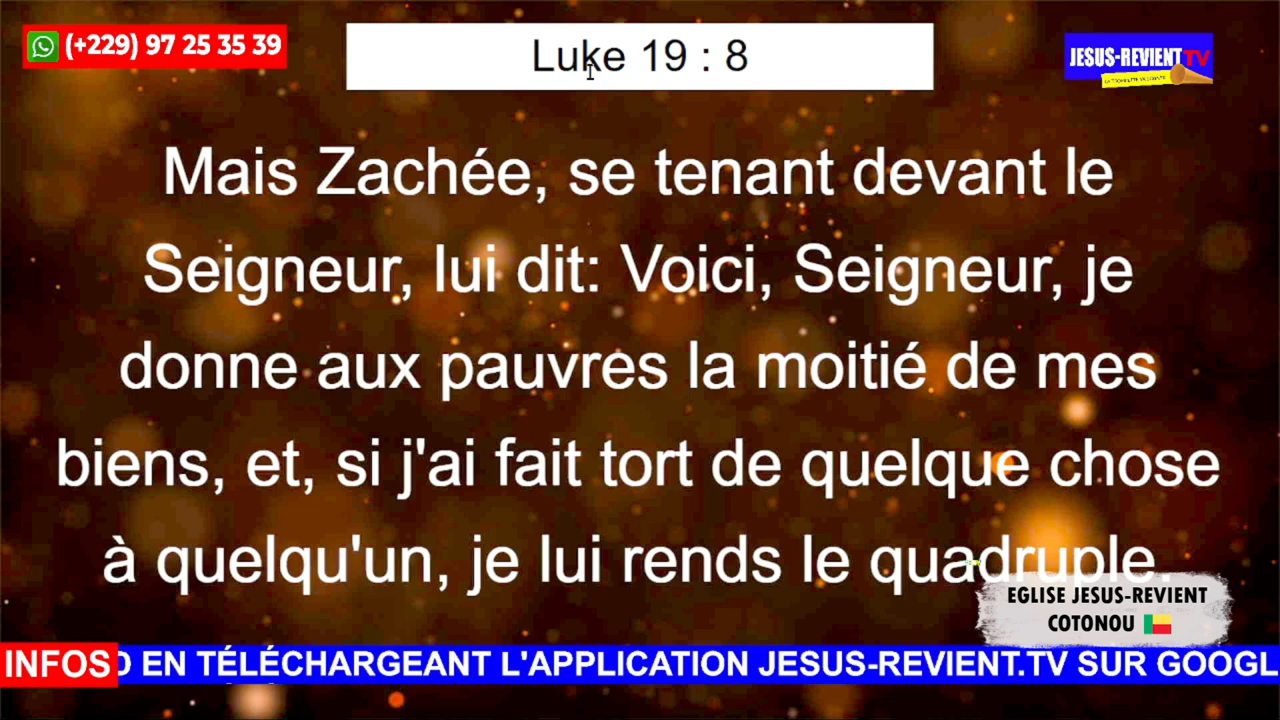 (+229) 97 25 35 39
Luke 19 : 8
JESUS-REVIENT TV
Mais Zachée, se tenant devant le
Seigneur, lui dit: Voici, Seigneur, je
donne aux pauvres la moitié de mes
biens, et, si j'ai fait tort de quelque chose
à quelqu'un, je lui rends le quadruple.
EGLISE JESUS-REVIENT
COTONOU
INFOS
EN TÉLÉCHARGEANT L'APPLICATION JESUS-REVIENT.TV SUR GOOGL